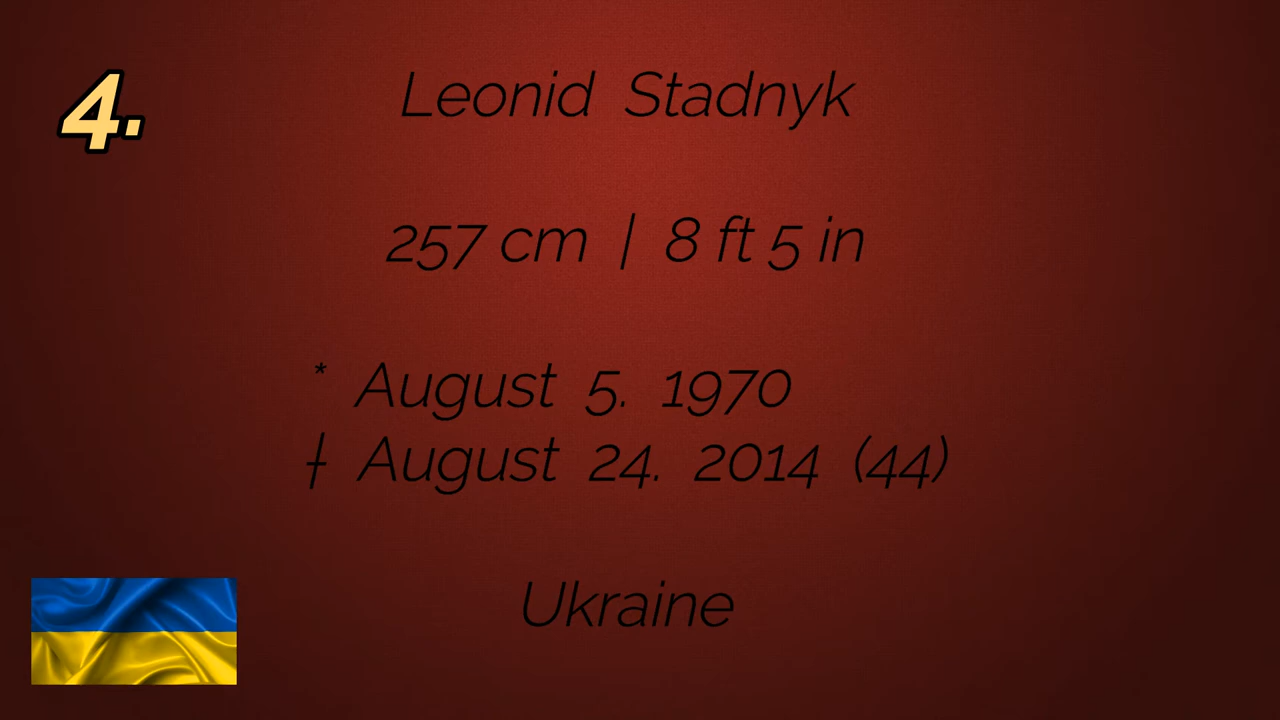 4.
Leonid Stadnyk
257 cm | 8 ft 5 in
* August 5. 1970
† August 24. 2014 (44)
Ukraine